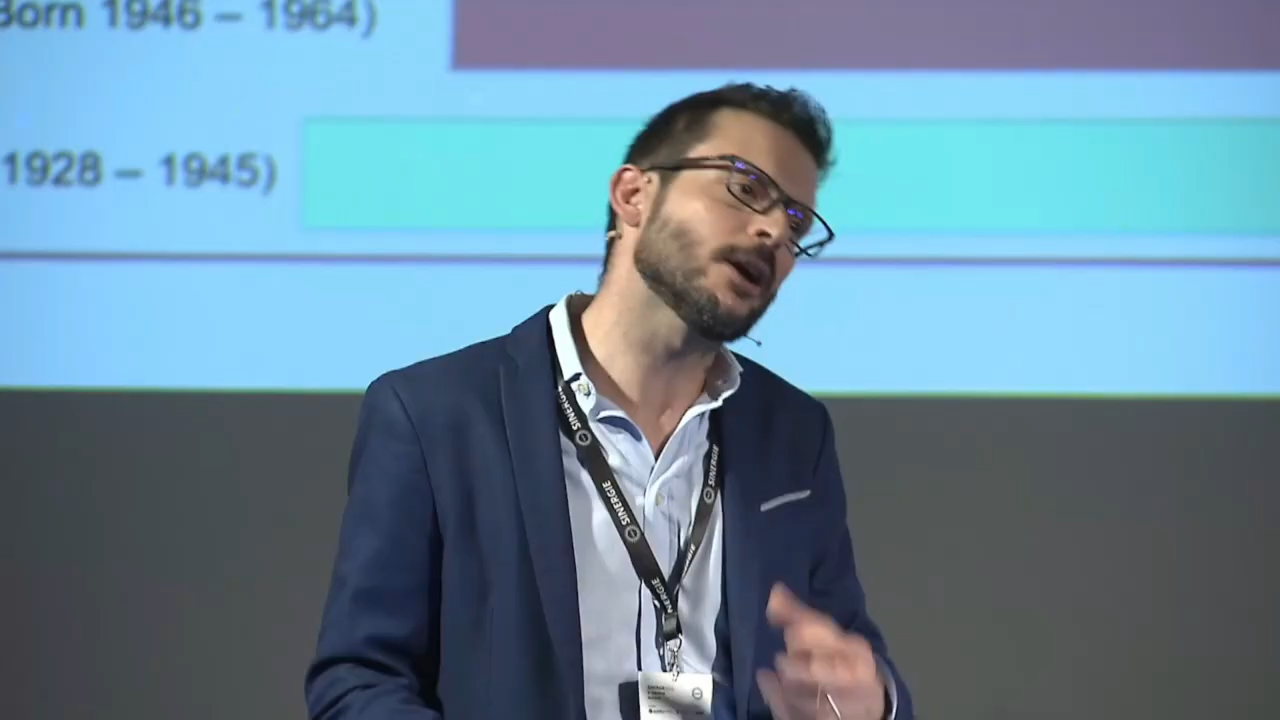 Born 1946 – 1964)
1928 – 1945)
SINERGIE
SINERGIE
SINERGIE